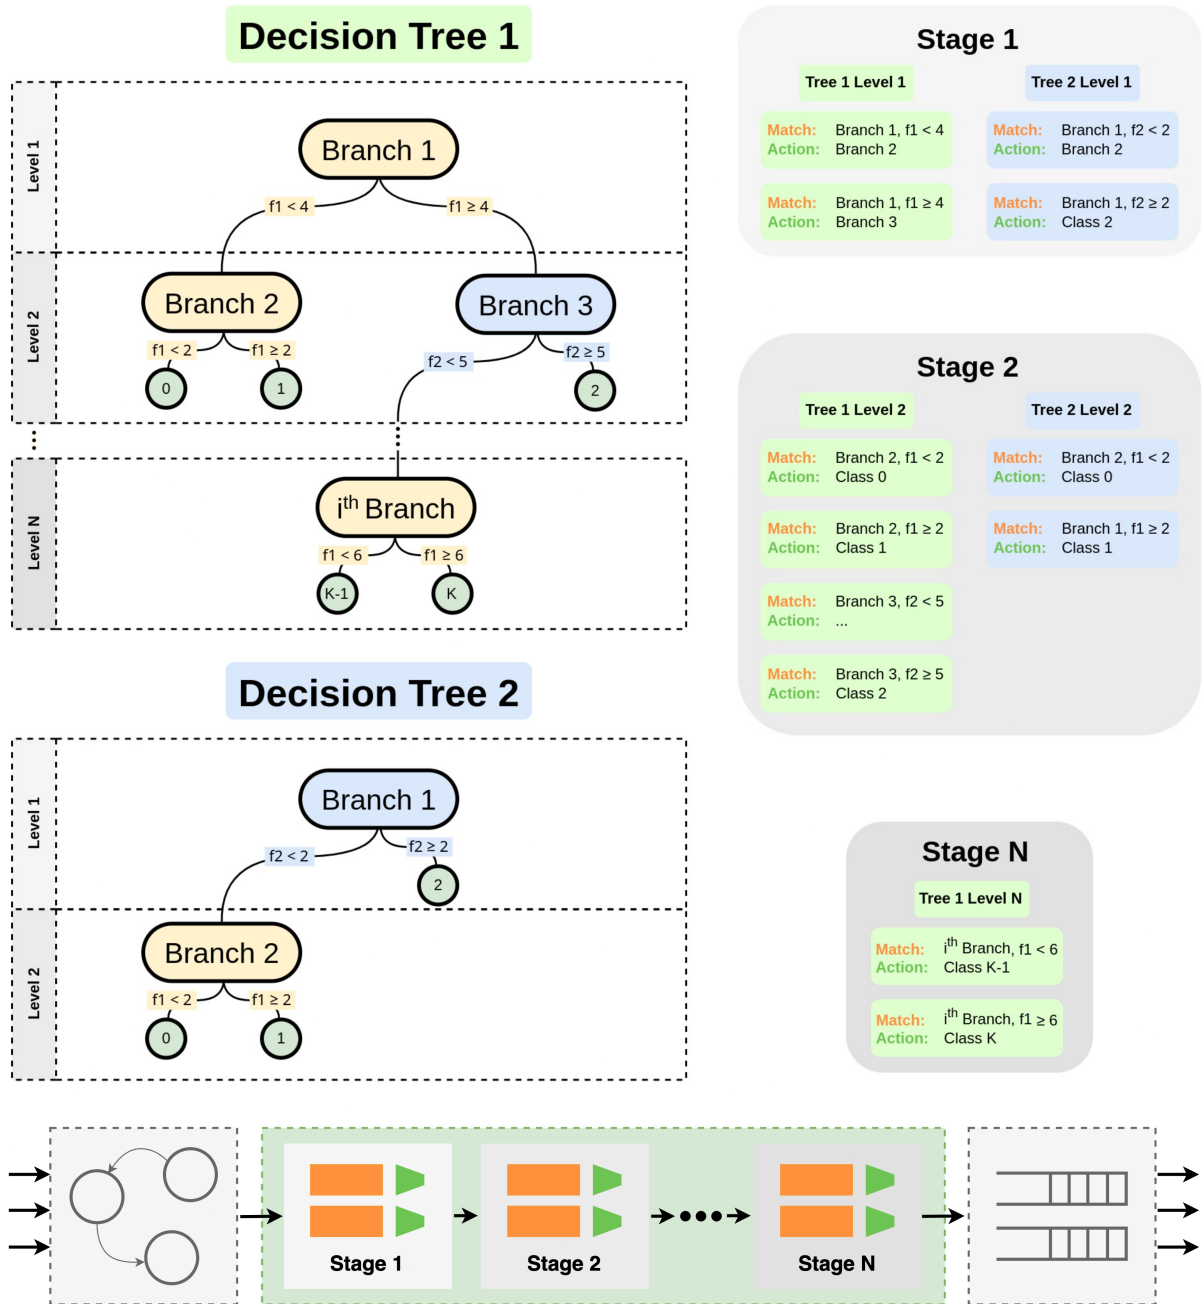 Decision Tree 1
Level 1
Branch 1
f1 < 4
f1 ≥ 4
Level 2
Branch 2
Branch 3
f1 < 2
f1 ≥ 2
f2 < 5
f2 ≥ 5
0
1
2
Level N
iᵗʰ Branch
f1 < 6
f1 ≥ 6
K-1
K
Decision Tree 2
Level 1
Branch 1
f2 < 2
f2 ≥ 2
2
Level 2
Branch 2
f1 < 2
f1 ≥ 2
0
1
Stage 1
Tree 1 Level 1
Match: Branch 1, f1 < 4
Action: Branch 2
Match: Branch 1, f1 ≥ 4
Action: Branch 3
Tree 2 Level 1
Match: Branch 1, f2 < 2
Action: Branch 2
Match: Branch 1, f2 ≥ 2
Action: Class 2
Stage 2
Tree 1 Level 2
Match: Branch 2, f1 < 2
Action: Class 0
Match: Branch 2, f1 ≥ 2
Action: Class 1
Match: Branch 3, f2 < 5
Action: ...
Match: Branch 3, f2 ≥ 5
Action: Class 2
Tree 2 Level 2
Match: Branch 2, f1 < 2
Action: Class 0
Match: Branch 1, f1 ≥ 2
Action: Class 1
Stage N
Tree 1 Level N
Match: iᵗʰ Branch, f1 < 6
Action: Class K-1
Match: iᵗʰ Branch, f1 ≥ 6
Action: Class K
Stage 1
Stage 2
Stage N